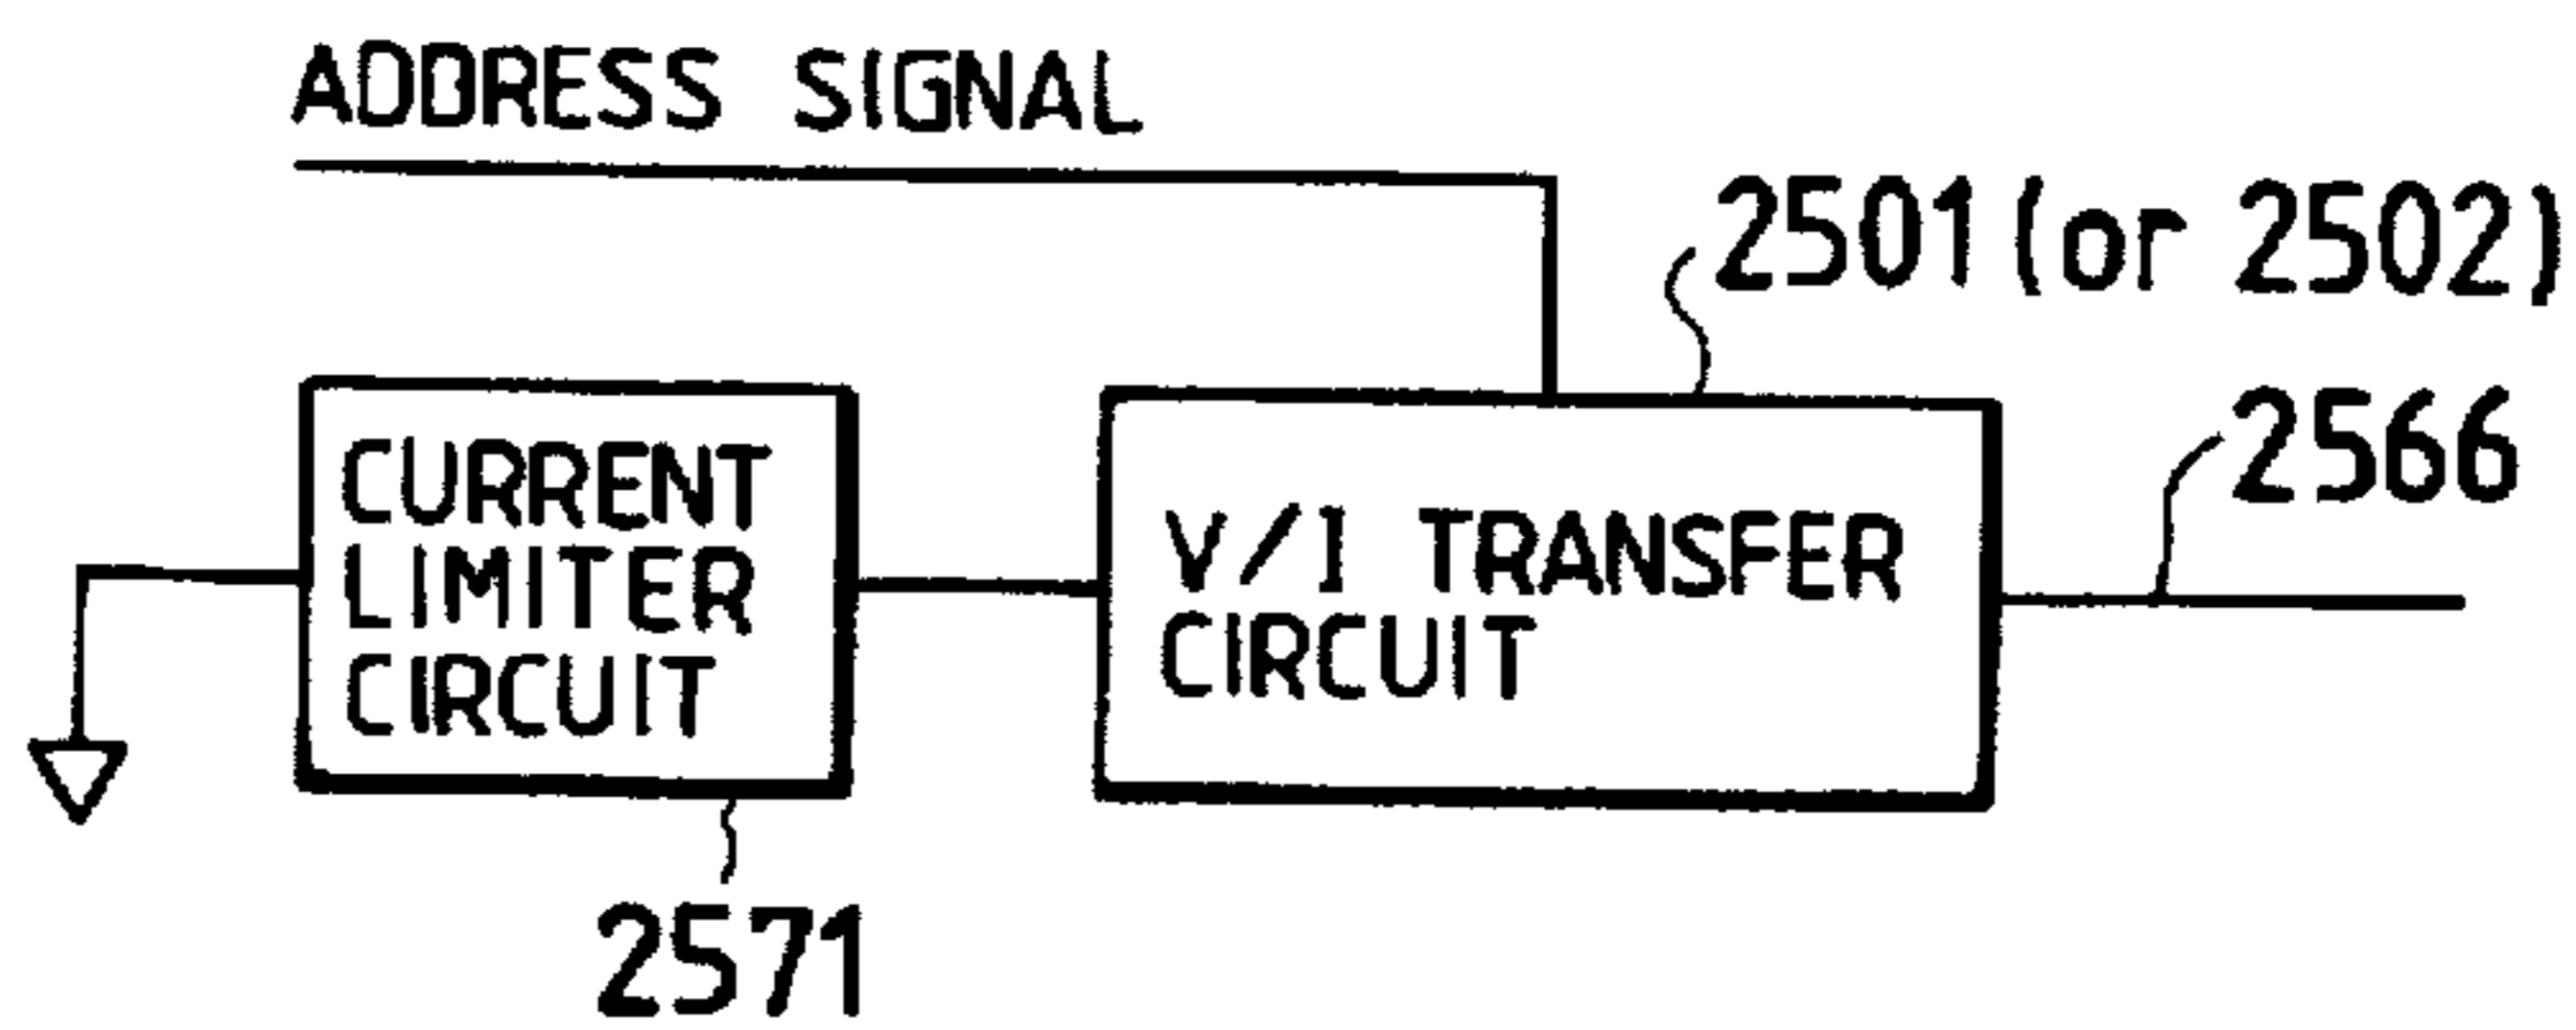 ADDRESS SIGNAL
2501 (or 2502)
2566
CURRENT
LIMITER
CIRCUIT
V/I TRANSFER
CIRCUIT
2571